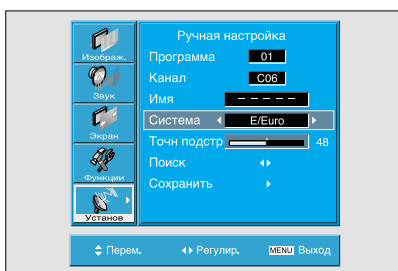 Ручная настройка
Изображ.
Программа 01
Канал C06
Звук
Имя – – – – –
Система E/Euro
Экран
Точн подстр 48
Поиск
Функции
Сохранить
Установ
Перем. Регулир. MENU Выход